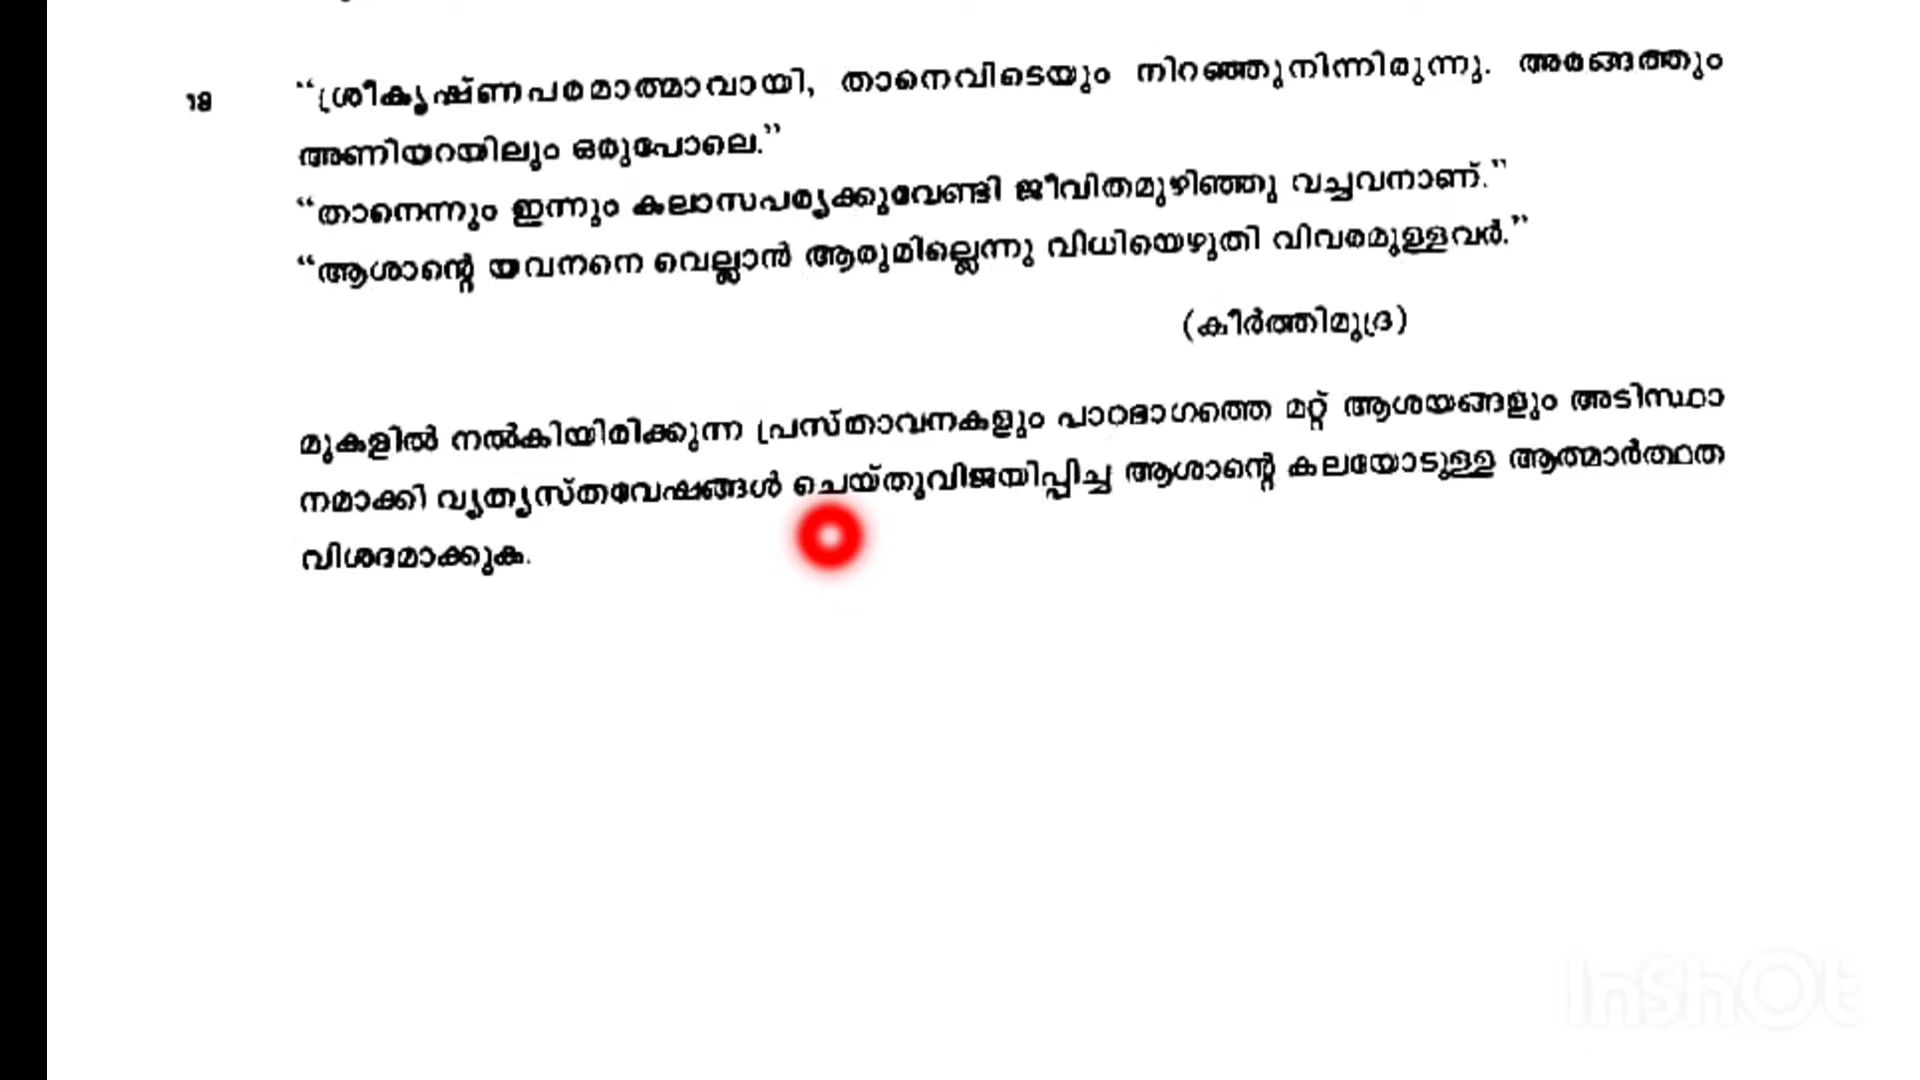 18 “ശ്രീകൃഷ്ണപരമാത്മാവായി, താനെവിടെയും നിറഞ്ഞുനിന്നിരുന്നു. അരങ്ങത്തും
അണിയറയിലും ഒരുപോലെ.”
“താനെന്നും ഇന്നും കലാസപര്യക്കുവേണ്ടി ജീവിതമുഴിഞ്ഞു വച്ചവനാണ്.”
“ആശാന്റെ യവനനെ വെല്ലാൻ ആരുമില്ലെന്നു വിധിയെഴുതി വിവരമുള്ളവർ.”
(കീർത്തിമുദ്ര)
മുകളിൽ നൽകിയിരിക്കുന്ന പ്രസ്താവനകളും പാഠഭാഗത്തെ മറ്റ് ആശയങ്ങളും അടിസ്ഥാ
നമാക്കി വ്യത്യസ്തവേഷങ്ങൾ ചെയ്തുവിജയിപ്പിച്ച ആശാന്റെ കലയോടുള്ള ആത്മാർത്ഥത
വിശദമാക്കുക.
InShOt